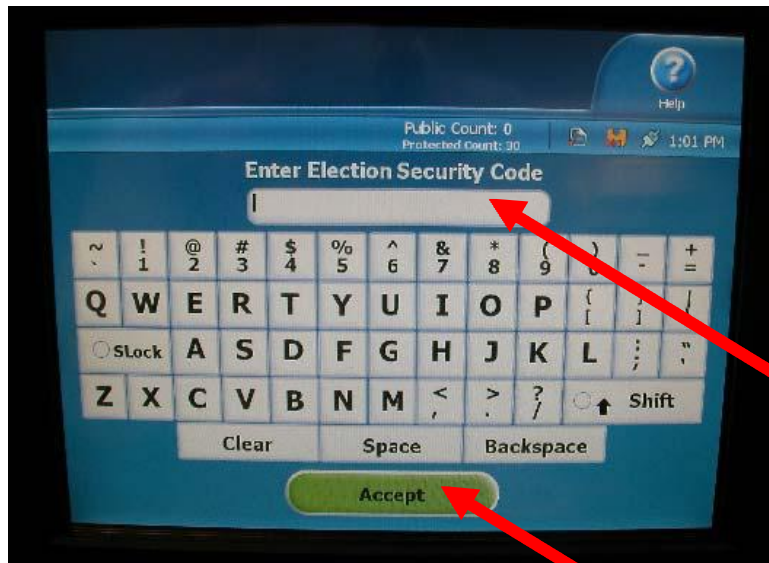 ?
Help
Public Count: 0
Protected Count: 30
1:01 PM
Enter Election Security Code
~ ! @ # $ % ^ & * ( ) _ +
` 1 2 3 4 5 6 7 8 9 0 - =
Q W E R T Y U I O P { }
[ ]
SLock A S D F G H J K L : "
; '
Z X C V B N M < > ? Shift
, . /
Clear Space Backspace
Accept